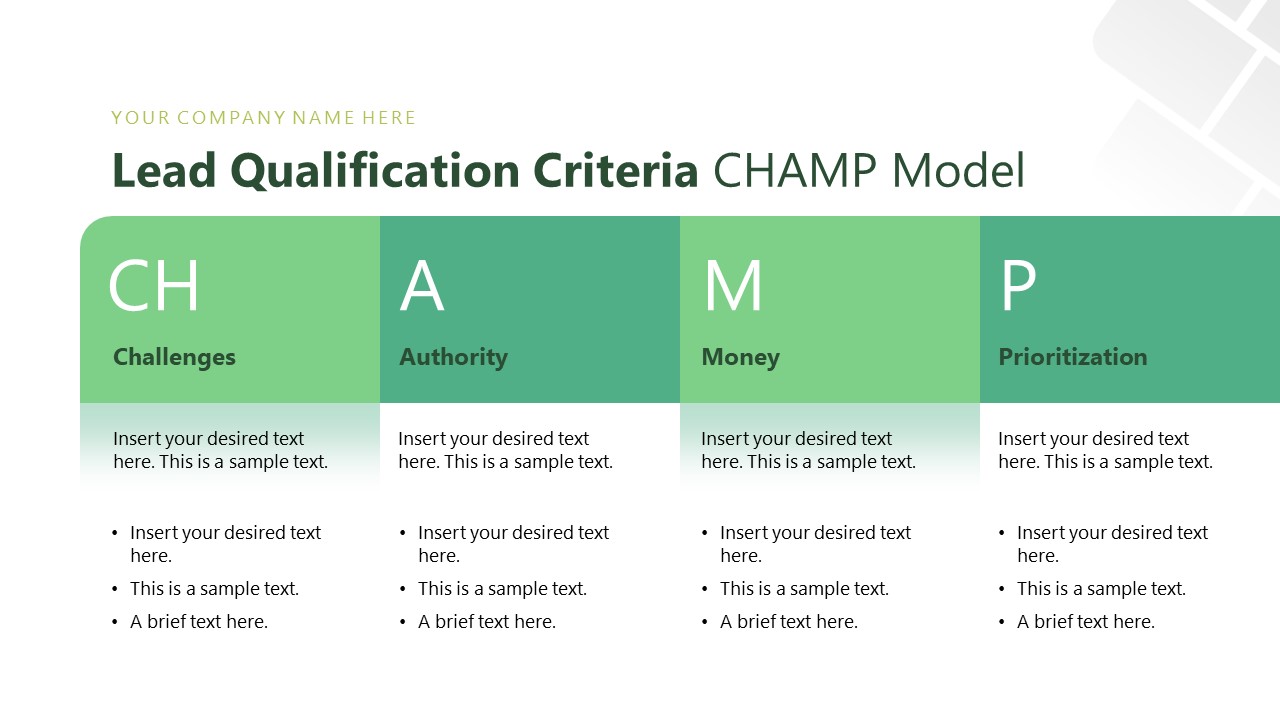 YOUR COMPANY NAME HERE
Lead Qualification Criteria CHAMP Model
CH
Challenges
Insert your desired text
here. This is a sample text.
• Insert your desired text
here.
• This is a sample text.
• A brief text here.
A
Authority
Insert your desired text
here. This is a sample text.
• Insert your desired text
here.
• This is a sample text.
• A brief text here.
M
Money
Insert your desired text
here. This is a sample text.
• Insert your desired text
here.
• This is a sample text.
• A brief text here.
P
Prioritization
Insert your desired text
here. This is a sample text.
• Insert your desired text
here.
• This is a sample text.
• A brief text here.